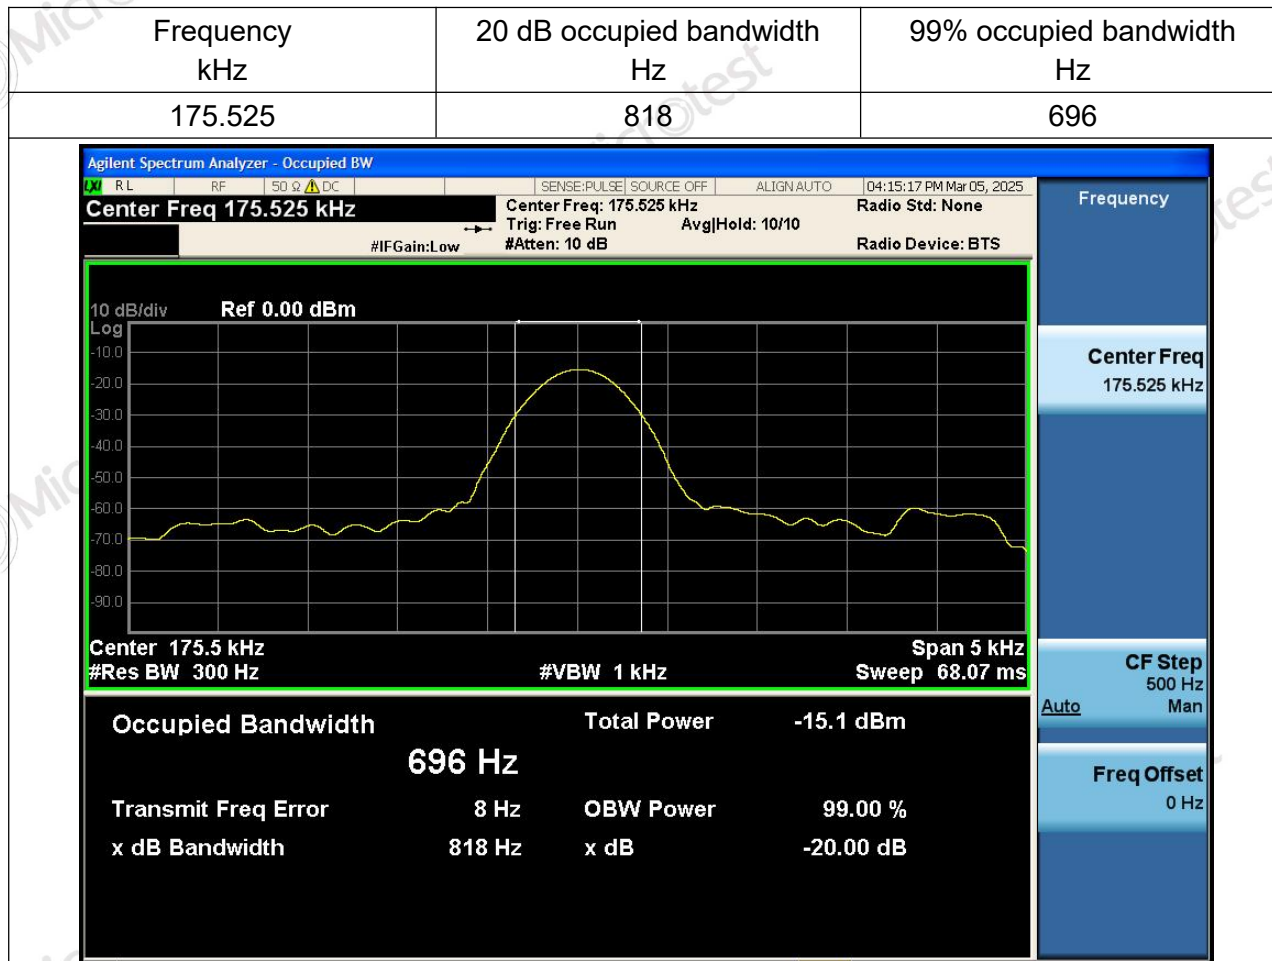 Frequency 20 dB occupied bandwidth 99% occupied bandwidth
kHz Hz Hz
175.525 818 696
Agilent Spectrum Analyzer - Occupied BW
LXI RL RF 50 Ω DC SENSE:PULSE SOURCE OFF ALIGN AUTO 04:15:17 PM Mar 05, 2025
Center Freq 175.525 kHz Center Freq: 175.525 kHz Radio Std: None
Trig: Free Run Avg|Hold: 10/10
#IFGain:Low #Atten: 10 dB Radio Device: BTS
10 dB/div Ref 0.00 dBm
Log
-10.0
-20.0
-30.0
-40.0
-50.0
-60.0
-70.0
-80.0
-90.0
Center 175.5 kHz Span 5 kHz
#Res BW 300 Hz #VBW 1 kHz Sweep 68.07 ms
Occupied Bandwidth Total Power -15.1 dBm
696 Hz
Transmit Freq Error 8 Hz OBW Power 99.00 %
x dB Bandwidth 818 Hz x dB -20.00 dB
Frequency
Center Freq
175.525 kHz
CF Step
500 Hz
Auto Man
Freq Offset
0 Hz
Microtest